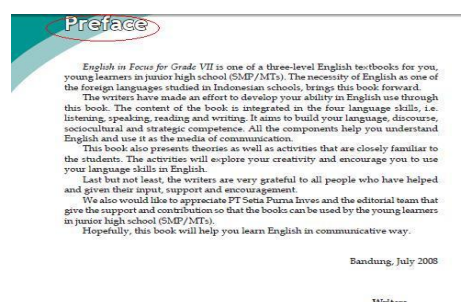 Preface
English in Focus for Grade VII is one of a three-level English textbooks for you,
young learners in junior high school (SMP/MTs). The necessity of English as one of
the foreign languages studied in Indonesian schools, brings this book forward.
The writers have made an effort to develop your ability in English use through
this book. The content of the book is integrated in the four language skills, i.e.
listening, speaking, reading and writing. It aims to build your language, discourse,
sociocultural and strategic competence. All the components help you understand
English and use it as the media of communication.
This book also presents theories as well as activities that are closely familiar to
the students. The activities will explore your creativity and encourage you to use
your language skills in English.
Last but not least, the writers are very grateful to all people who have helped
and given their input, support and encouragement.
We also would like to appreciate PT Setia Purna Inves and the editorial team that
give the support and contribution so that the books can be used by the young learners
in junior high school (SMP/MTs).
Hopefully, this book will help you learn English in communicative way.
Bandung, July 2008
Writers